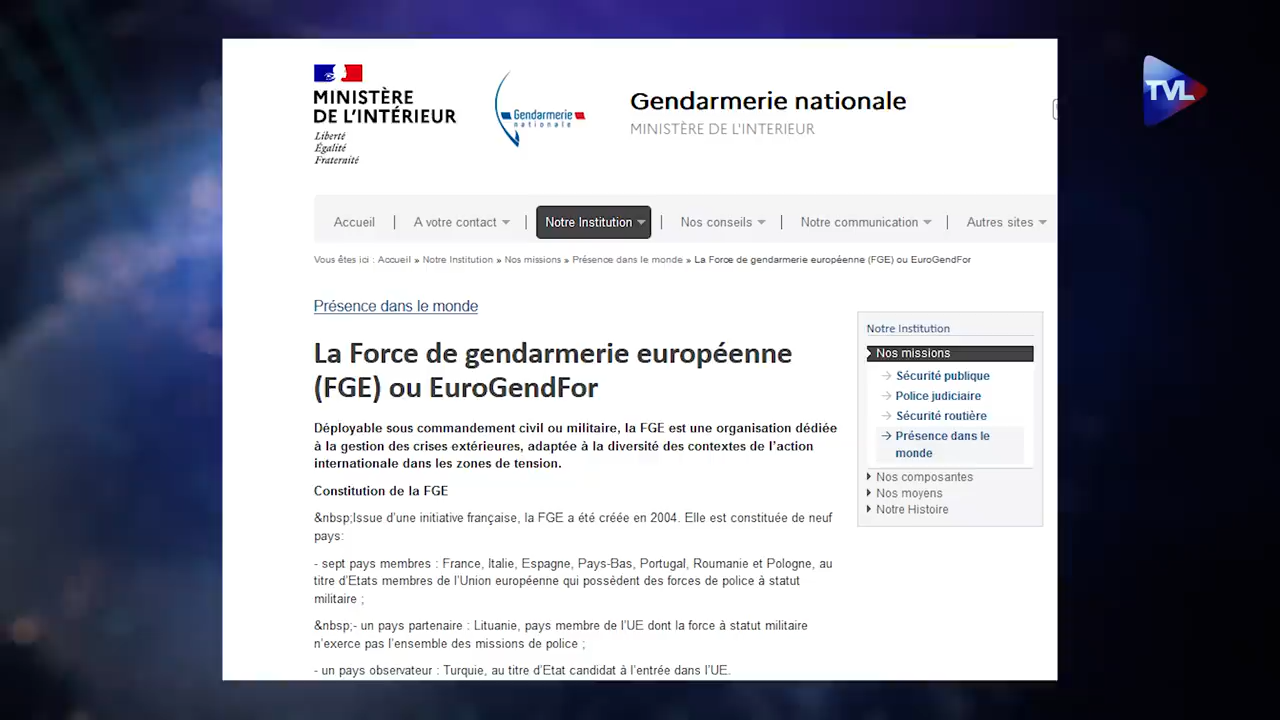 TVL
MINISTÈRE
DE L'INTÉRIEUR
Liberté
Égalité
Fraternité
Gendarmerie
nationale
Gendarmerie nationale
MINISTÈRE DE L'INTERIEUR
Accueil | A votre contact | Notre Institution | Nos conseils | Notre communication | Autres sites
Vous êtes ici : Accueil » Notre Institution » Nos missions » Présence dans le monde » La Force de gendarmerie européenne (FGE) ou EuroGendFor
Présence dans le monde
La Force de gendarmerie européenne
(FGE) ou EuroGendFor
Déployable sous commandement civil ou militaire, la FGE est une organisation dédiée
à la gestion des crises extérieures, adaptée à la diversité des contextes de l'action
internationale dans les zones de tension.
Constitution de la FGE
&nbsp;Issue d'une initiative française, la FGE a été créée en 2004. Elle est constituée de neuf
pays:
- sept pays membres : France, Italie, Espagne, Pays-Bas, Portugal, Roumanie et Pologne, au
titre d'Etats membres de l'Union européenne qui possèdent des forces de police à statut
militaire ;
&nbsp;- un pays partenaire : Lituanie, pays membre de l'UE dont la force à statut militaire
n'exerce pas l'ensemble des missions de police ;
- un pays observateur : Turquie, au titre d'Etat candidat à l'entrée dans l'UE.
Notre Institution
Nos missions
Sécurité publique
Police judiciaire
Sécurité routière
Présence dans le
monde
Nos composantes
Nos moyens
Notre Histoire